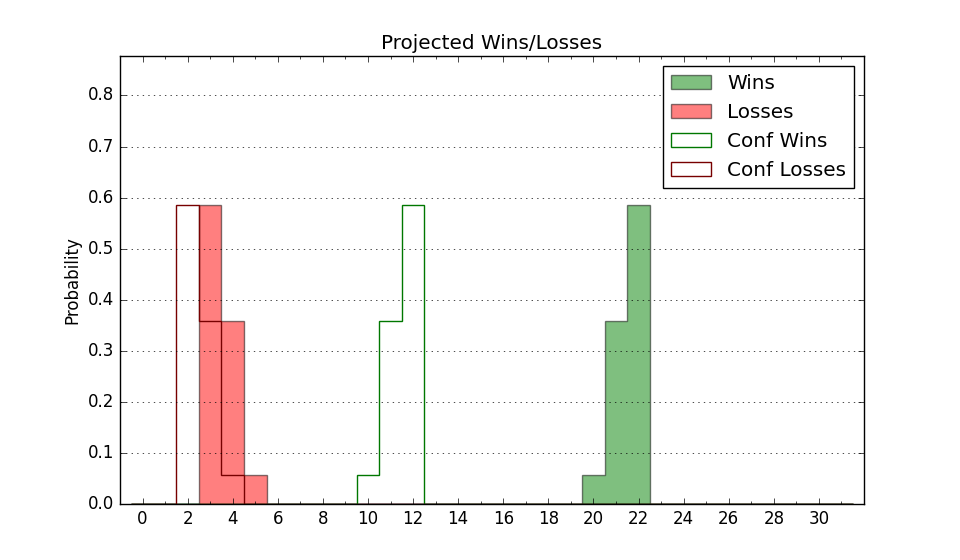 Projected Wins/Losses
Wins
Losses
Conf Wins
Conf Losses
Probability
0.8
0.7
0.6
0.5
0.4
0.3
0.2
0.1
0.0
0 2 4 6 8 10 12 14 16 18 20 22 24 26 28 30